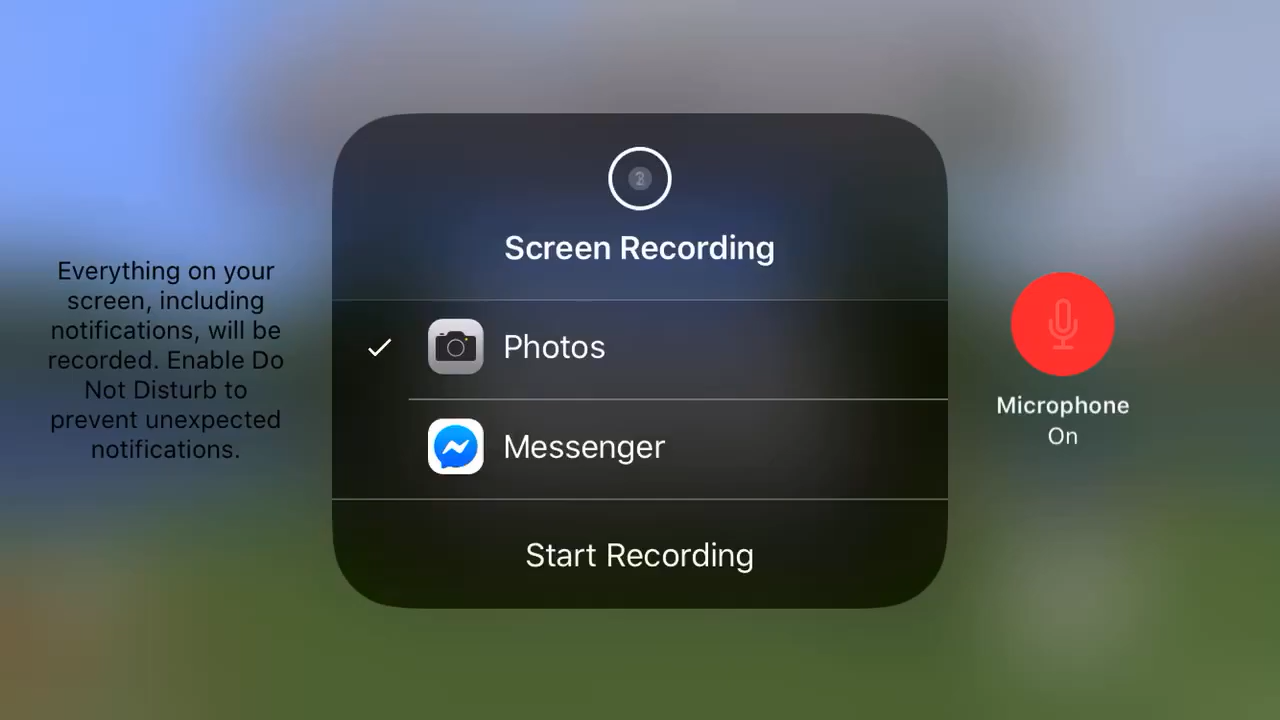 Screen Recording
Everything on your
screen, including
notifications, will be
recorded. Enable Do
Not Disturb to
prevent unexpected
notifications.
Photos
Messenger
Start Recording
Microphone
On